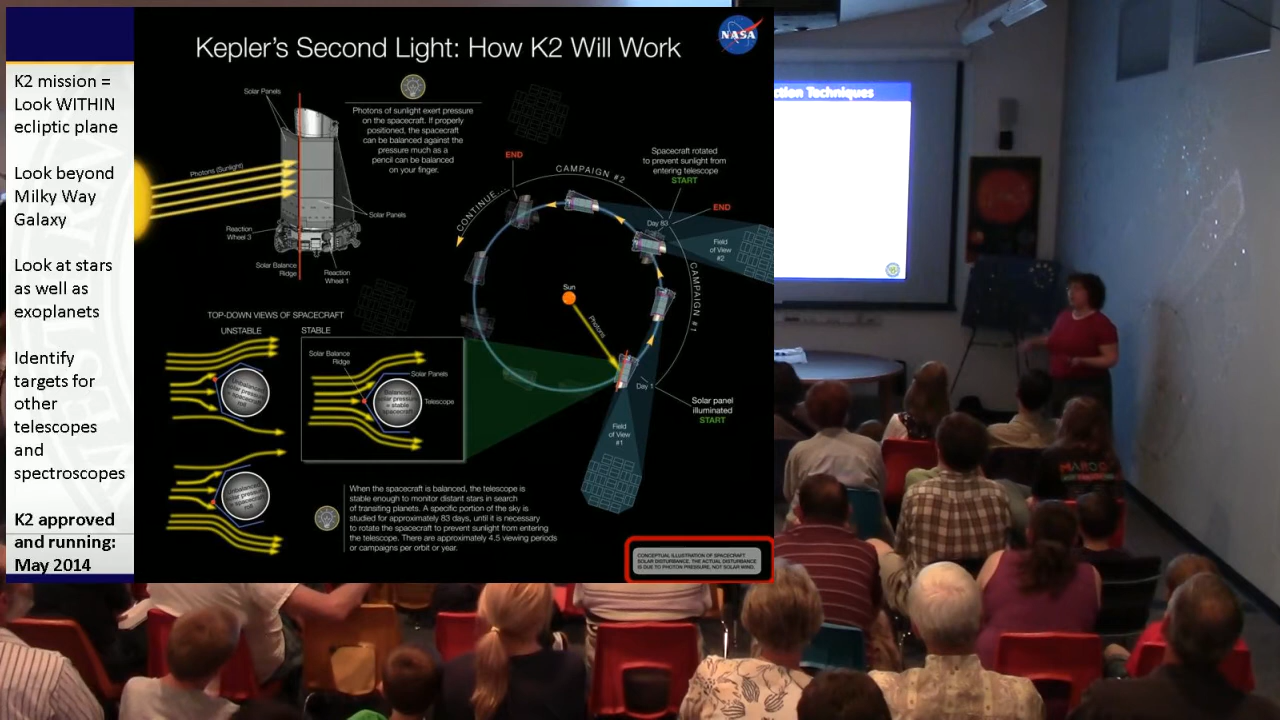 K2 mission =
Look WITHIN
ecliptic plane
Look beyond
Milky Way
Galaxy
Look at stars
as well as
exoplanets
Identify
targets for
other
telescopes
and
spectroscopes
K2 approved
and running:
May 2014
Kepler's Second Light: How K2 Will Work
NASA
Solar Panels
Photons (Sunlight)
Solar Panels
Reaction
Wheel 3
Solar Balance
Ridge
Reaction
Wheel 1
Photons of sunlight exert pressure
on the spacecraft. If properly
positioned, the spacecraft
can be balanced against the
pressure much as a
pencil can be balanced
on your finger.
END
CAMPAIGN #2
CONTINUE...
Spacecraft rotated
to prevent sunlight from
entering telescope
START
END
Day 83
Field
of View
#2
CAMPAIGN #1
Sun
Photons
Day 1
Solar panel
illuminated
START
Field
of View
#1
TOP-DOWN VIEWS OF SPACECRAFT
UNSTABLE
STABLE
Solar Balance
Ridge
Solar Panels
Telescope
When the spacecraft is balanced, the telescope is
stable enough to monitor distant stars in search
of transiting planets. A specific portion of the sky is
studied for approximately 83 days, until it is necessary
to rotate the spacecraft to prevent sunlight from entering
the telescope. There are approximately 4.5 viewing periods
or campaigns per orbit or year.
CONCEPTUAL ILLUSTRATION OF SPACECRAFT
SOLAR DISTURBANCE. THE ACTUAL DISTURBANCE
IS DUE TO PHOTON PRESSURE, NOT SOLAR WIND.
ction Techniques